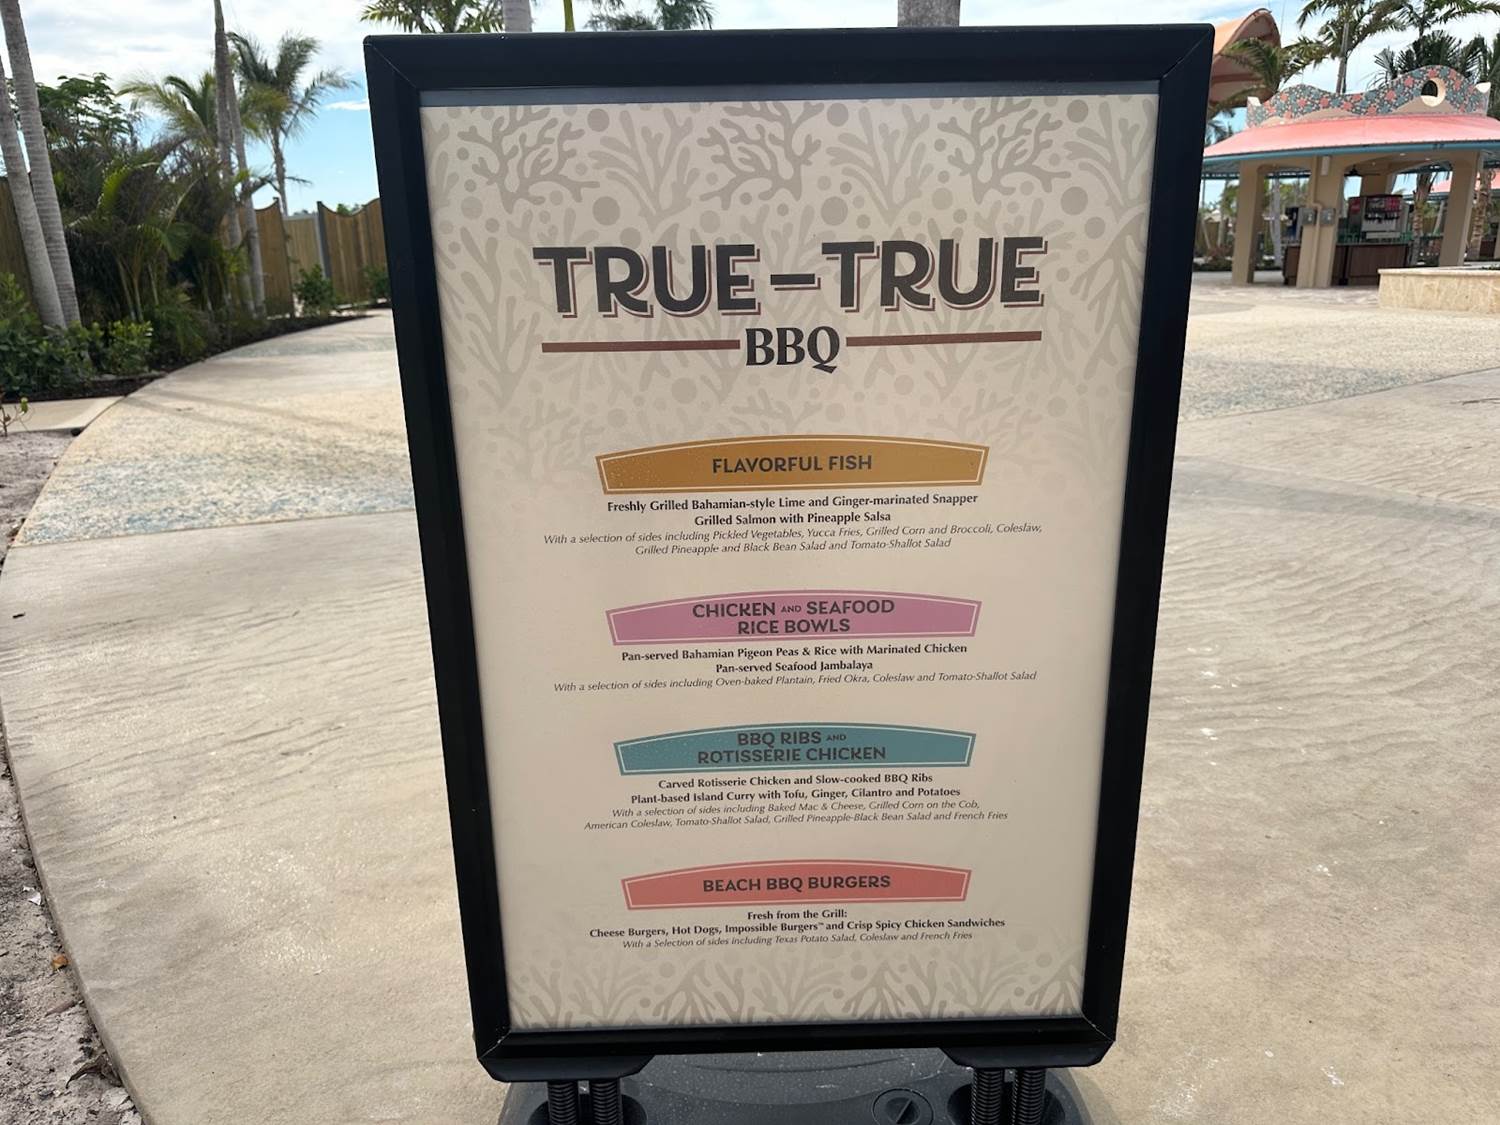 TRUE-TRUE
BBQ
FLAVORFUL FISH
Freshly Grilled Bahamian-style Lime and Ginger-marinated Snapper
Grilled Salmon with Pineapple Salsa
With a selection of sides including Pickled Vegetables, Yucca Fries, Grilled Corn and Broccoli, Coleslaw,
Grilled Pineapple and Black Bean Salad and Tomato-Shallot Salad
CHICKEN AND SEAFOOD
RICE BOWLS
Pan-served Bahamian Pigeon Peas & Rice with Marinated Chicken
Pan-served Seafood Jambalaya
With a selection of sides including Oven-baked Plantain, Fried Okra, Coleslaw and Tomato-Shallot Salad
BBQ RIBS AND
ROTISSERIE CHICKEN
Carved Rotisserie Chicken and Slow-cooked BBQ Ribs
Plant-based Island Curry with Tofu, Ginger, Cilantro and Potatoes
With a selection of sides including Baked Mac & Cheese, Grilled Corn on the Cob,
American Coleslaw, Tomato-Shallot Salad, Grilled Pineapple-Black Bean Salad and French Fries
BEACH BBQ BURGERS
Fresh from the Grill:
Cheese Burgers, Hot Dogs, Impossible Burgers™ and Crisp Spicy Chicken Sandwiches
With a Selection of sides including Texas Potato Salad, Coleslaw and French Fries